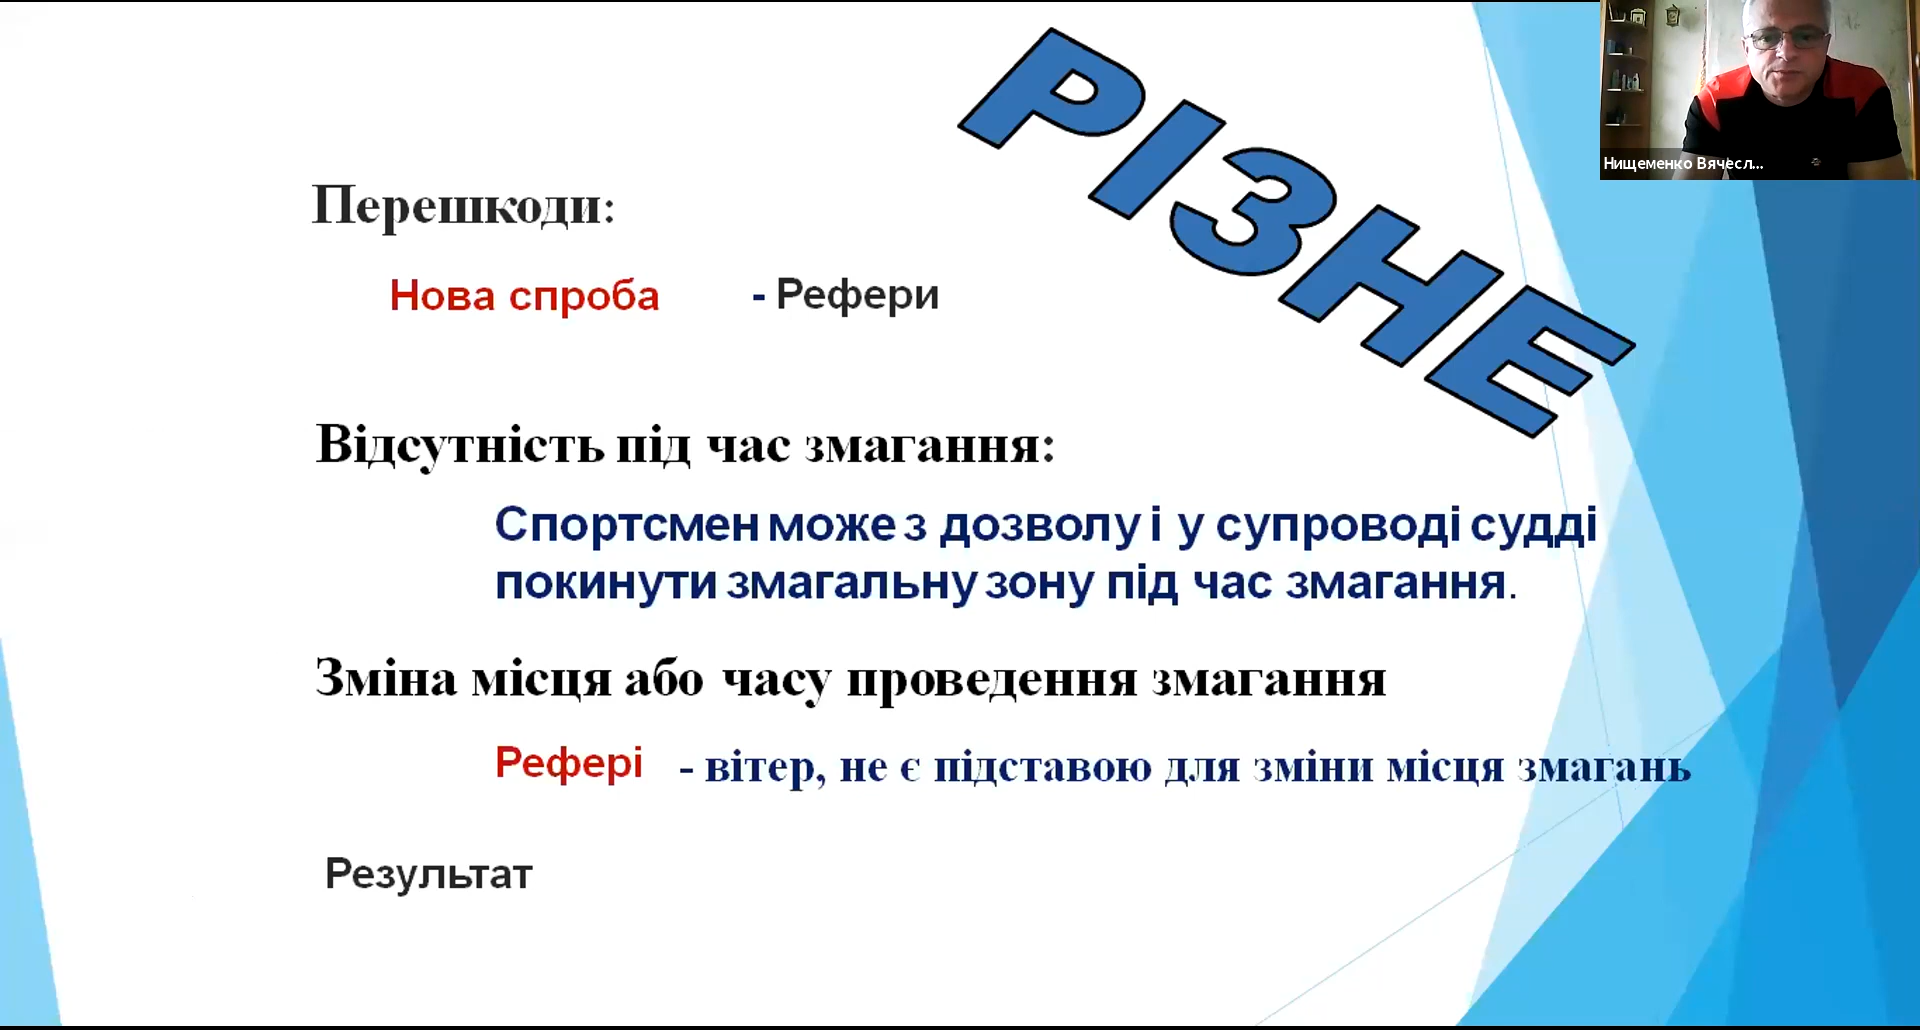 РІЗНЕ
Нищеменко Вячесл...
Перешкоди:
Нова спроба - Рефери
Відсутність під час змагання:
Спортсмен може з дозволу і у супроводі судді
покинути змагальну зону під час змагання.
Зміна місця або часу проведення змагання
Рефері - вітер, не є підставою для зміни місця змагань
Результат